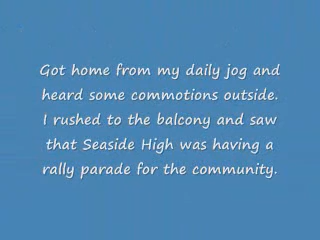 Got home from my daily jog and
heard some commotions outside.
I rushed to the balcony and saw
that Seaside High was having a
rally parade for the community.